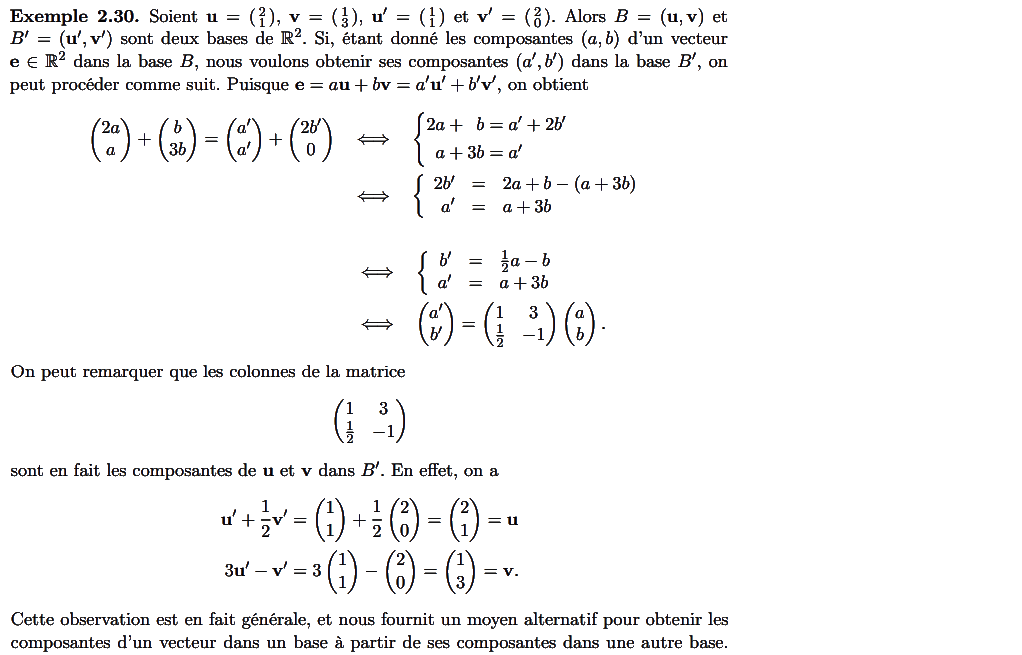 Exemple 2.30. Soient u = (2 1), v = (1 3), u′ = (1 1) et v′ = (2 0). Alors B = (u, v) et
B′ = (u′, v′) sont deux bases de ℝ². Si, étant donné les composantes (a, b) d'un vecteur
e ∈ ℝ² dans la base B, nous voulons obtenir ses composantes (a′, b′) dans la base B′, on
peut procéder comme suit. Puisque e = au + bv = a′u′ + b′v′, on obtient
(2a a) + (b 3b) = (a′ a′) + (2b′ 0) ⟺ { 2a + b = a′ + 2b′
a + 3b = a′
⟺ { 2b′ = 2a + b − (a + 3b)
a′ = a + 3b
⟺ { b′ = 1/2 a − b
a′ = a + 3b
⟺ (a′ b′) = (1 3 1/2 −1) (a b).
On peut remarquer que les colonnes de la matrice
(1 3
1/2 −1)
sont en fait les composantes de u et v dans B′. En effet, on a
u′ + 1/2 v′ = (1 1) + 1/2 (2 0) = (2 1) = u
3u′ − v′ = 3 (1 1) − (2 0) = (1 3) = v.
Cette observation est en fait générale, et nous fournit un moyen alternatif pour obtenir les
composantes d'un vecteur dans un base à partir de ses composantes dans une autre base.